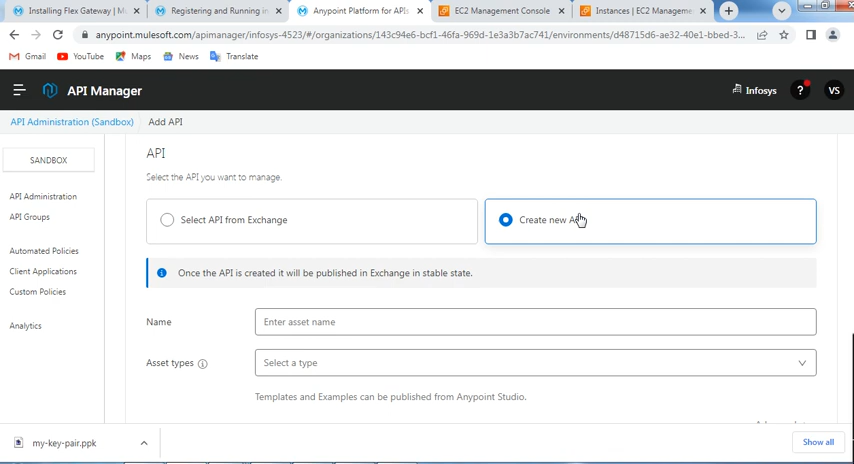 Installing Flex Gateway | Mu
Registering and Running in
Anypoint Platform for APIs
EC2 Management Console
Instances | EC2 Manageme
anypoint.mulesoft.com/apimanager/infosys-4523/#/organizations/143c94e6-bcf1-46fa-969d-1e3a3b7ac741/environments/d48715d6-ae32-40e1-bbed-3...
Gmail
YouTube
Maps
News
Translate
API Manager
Infosys
?
VS
API Administration (Sandbox)
Add API
SANDBOX
API Administration
API Groups
Automated Policies
Client Applications
Custom Policies
Analytics
API
Select the API you want to manage.
Select API from Exchange
Create new
Once the API is created it will be published in Exchange in stable state.
Name
Enter asset name
Asset types
Select a type
Templates and Examples can be published from Anypoint Studio.
my-key-pair.ppk
Show all